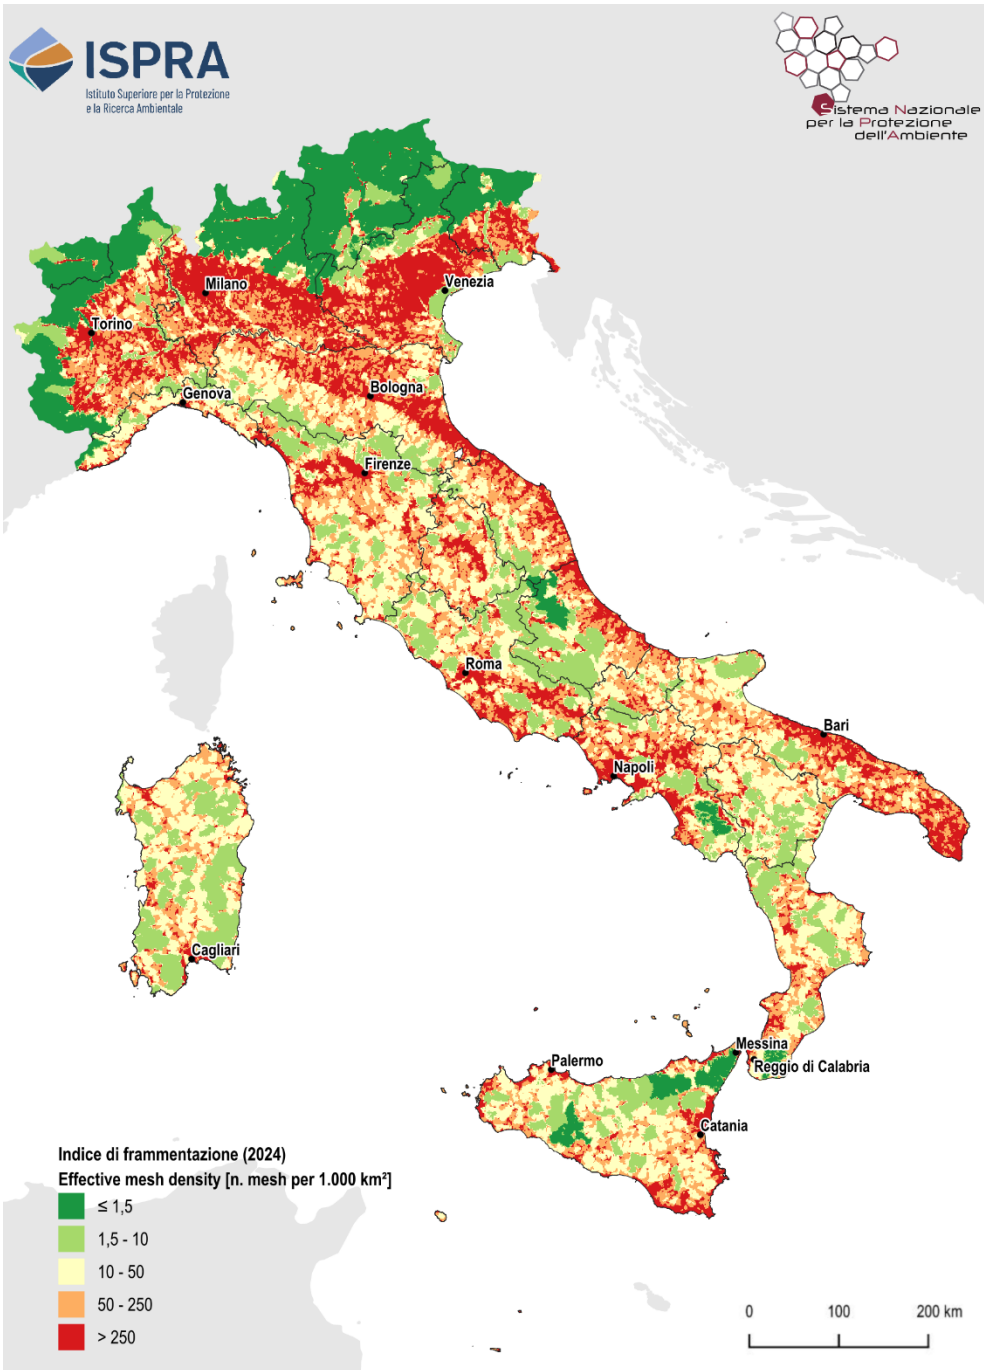 ISPRA
Istituto Superiore per la Protezione
e la Ricerca Ambientale
Sistema Nazionale
per la Protezione
dell'Ambiente
Milano
Venezia
Torino
Genova
Bologna
Firenze
Roma
Bari
Napoli
Cagliari
Messina
Palermo
Reggio di Calabria
Catania
Indice di frammentazione (2024)
Effective mesh density [n. mesh per 1.000 km²]
≤ 1,5
1,5 - 10
10 - 50
50 - 250
> 250
0 100 200 km